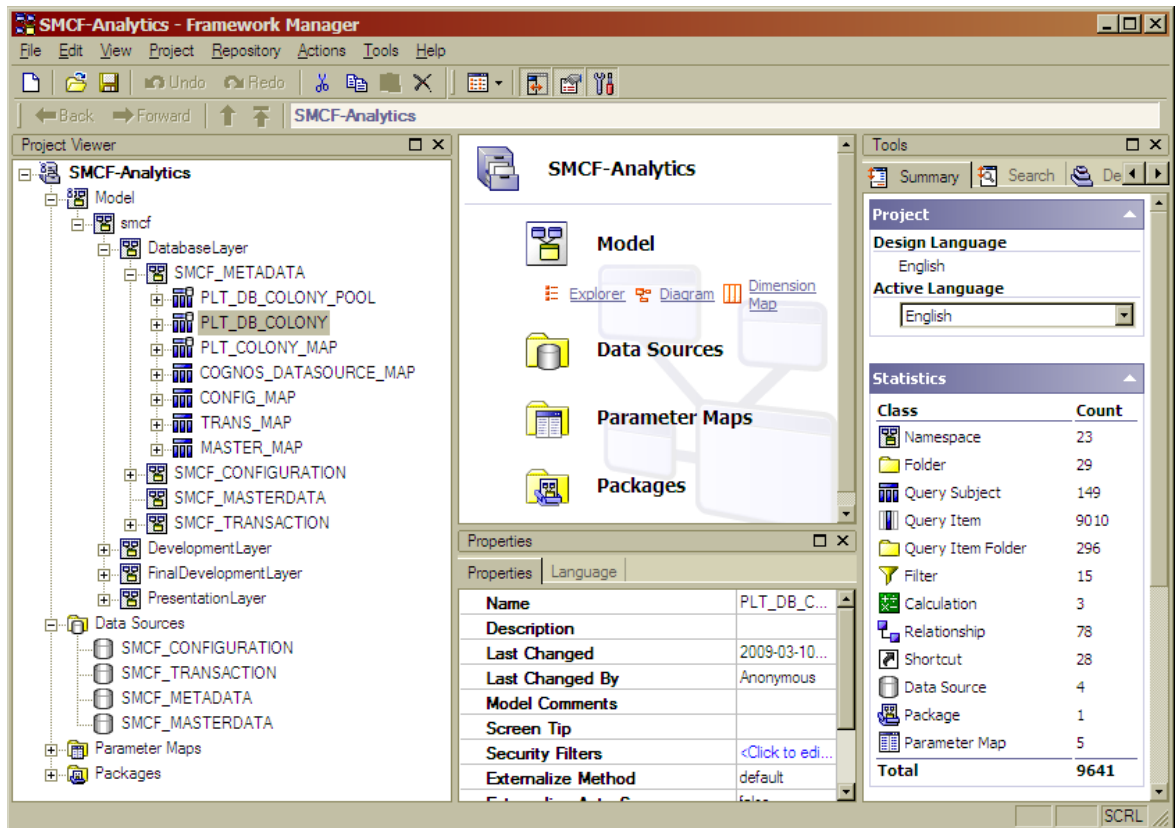 SMCF-Analytics - Framework Manager
File Edit View Project Repository Actions Tools Help
Undo Redo
Back Forward SMCF-Analytics
Project Viewer
SMCF-Analytics
Model
smcf
DatabaseLayer
SMCF_METADATA
PLT_DB_COLONY_POOL
PLT_DB_COLONY
PLT_COLONY_MAP
COGNOS_DATASOURCE_MAP
CONFIG_MAP
TRANS_MAP
MASTER_MAP
SMCF_CONFIGURATION
SMCF_MASTERDATA
SMCF_TRANSACTION
DevelopmentLayer
FinalDevelopmentLayer
PresentationLayer
Data Sources
SMCF_CONFIGURATION
SMCF_TRANSACTION
SMCF_METADATA
SMCF_MASTERDATA
Parameter Maps
Packages
SMCF-Analytics
Model
Explorer Diagram Dimension
Map
Data Sources
Parameter Maps
Packages
Properties
Properties Language
Name PLT_DB_C...
Description
Last Changed 2009-03-10...
Last Changed By Anonymous
Model Comments
Screen Tip
Security Filters <Click to edi...
Externalize Method default
Tools
Summary Search De
Project
Design Language
English
Active Language
English
Statistics
Class Count
Namespace 23
Folder 29
Query Subject 149
Query Item 9010
Query Item Folder 296
Filter 15
Calculation 3
Relationship 78
Shortcut 28
Data Source 4
Package 1
Parameter Map 5
Total 9641
SCRL